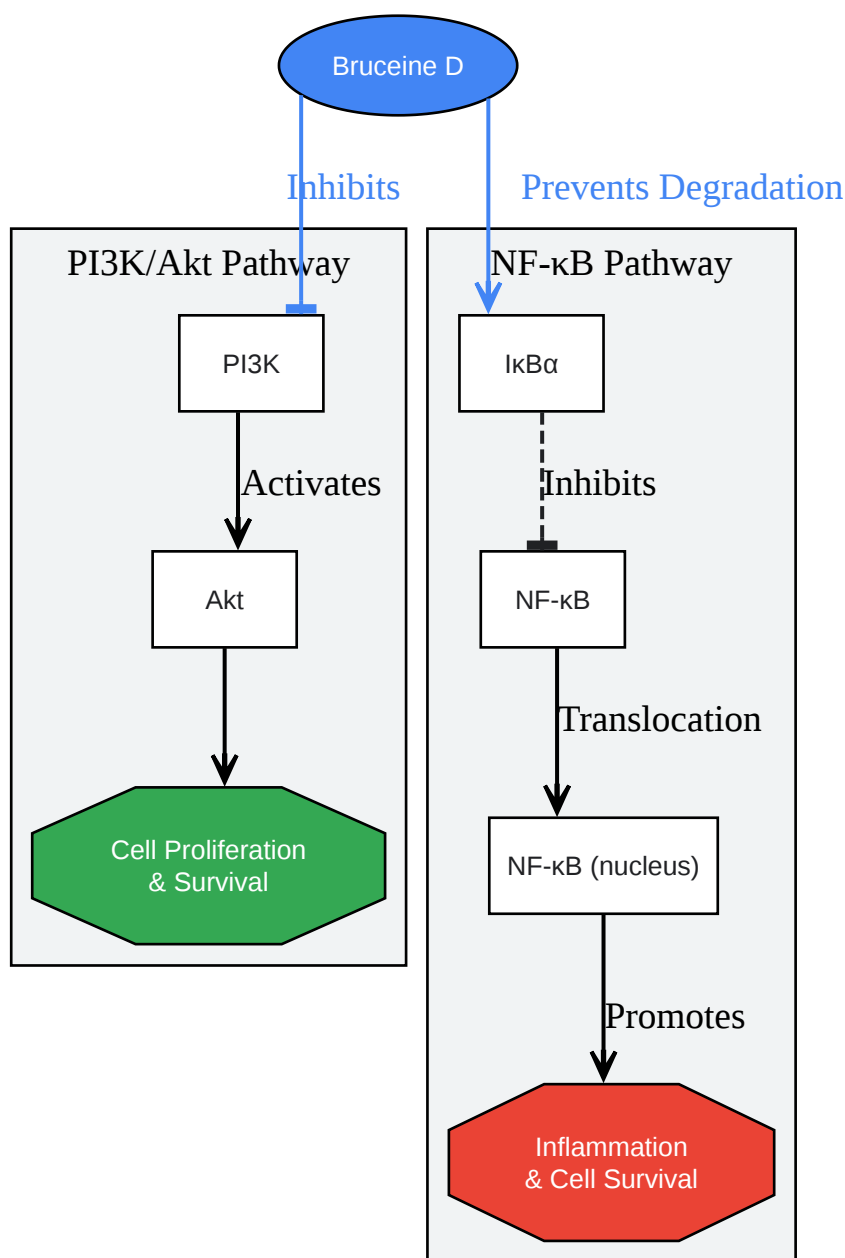 Bruceine D
Inhibits
Prevents Degradation
PI3K/Akt Pathway
NF-κB Pathway
PI3K
IκBα
Activates
Inhibits
Akt
NF-κB
Translocation
Cell Proliferation
& Survival
NF-κB (nucleus)
Promotes
Inflammation
& Cell Survival